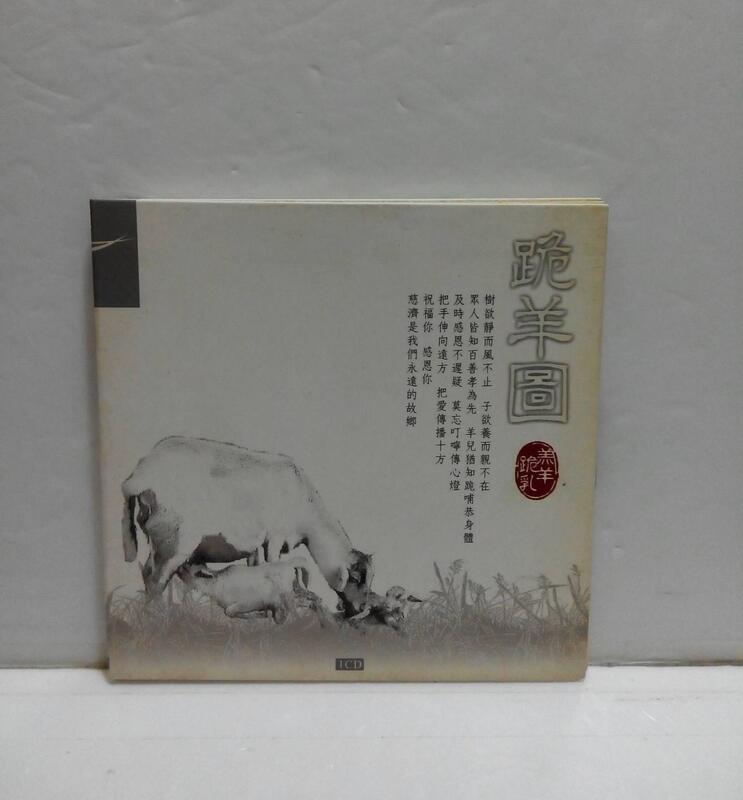 跪羊圖
羔羊
跪乳
樹欲靜而風不止 子欲養而親不在
眾人皆知百善孝為先 羊兒猶知跪哺恭身體
及時感恩不遲疑 莫忘叮嚀傳心燈
把手伸向遠方 把愛傳播十方
祝福你 感恩你
慈濟是我們永遠的故鄉
1CD